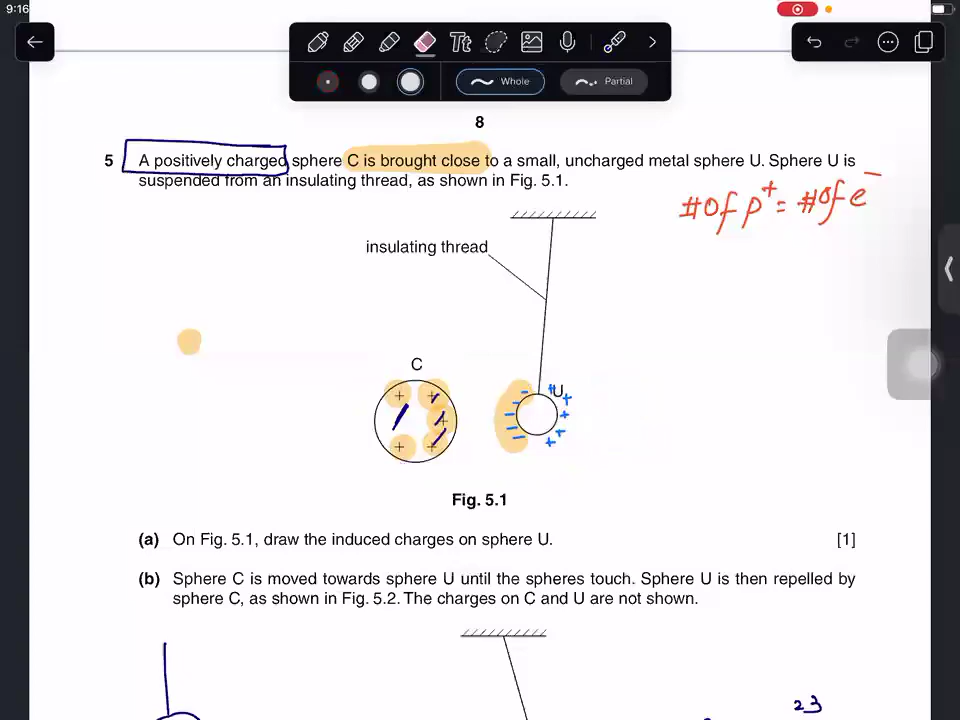 9:16
Tt
Whole
Partial
8
5 A positively charged sphere C is brought close to a small, uncharged metal sphere U. Sphere U is
suspended from an insulating thread, as shown in Fig. 5.1.
#of p+ = #of e−
insulating thread
C
U
+ +
+
+ +
− + +
− +
− +
− +
Fig. 5.1
(a) On Fig. 5.1, draw the induced charges on sphere U. [1]
(b) Sphere C is moved towards sphere U until the spheres touch. Sphere U is then repelled by
sphere C, as shown in Fig. 5.2. The charges on C and U are not shown.
23